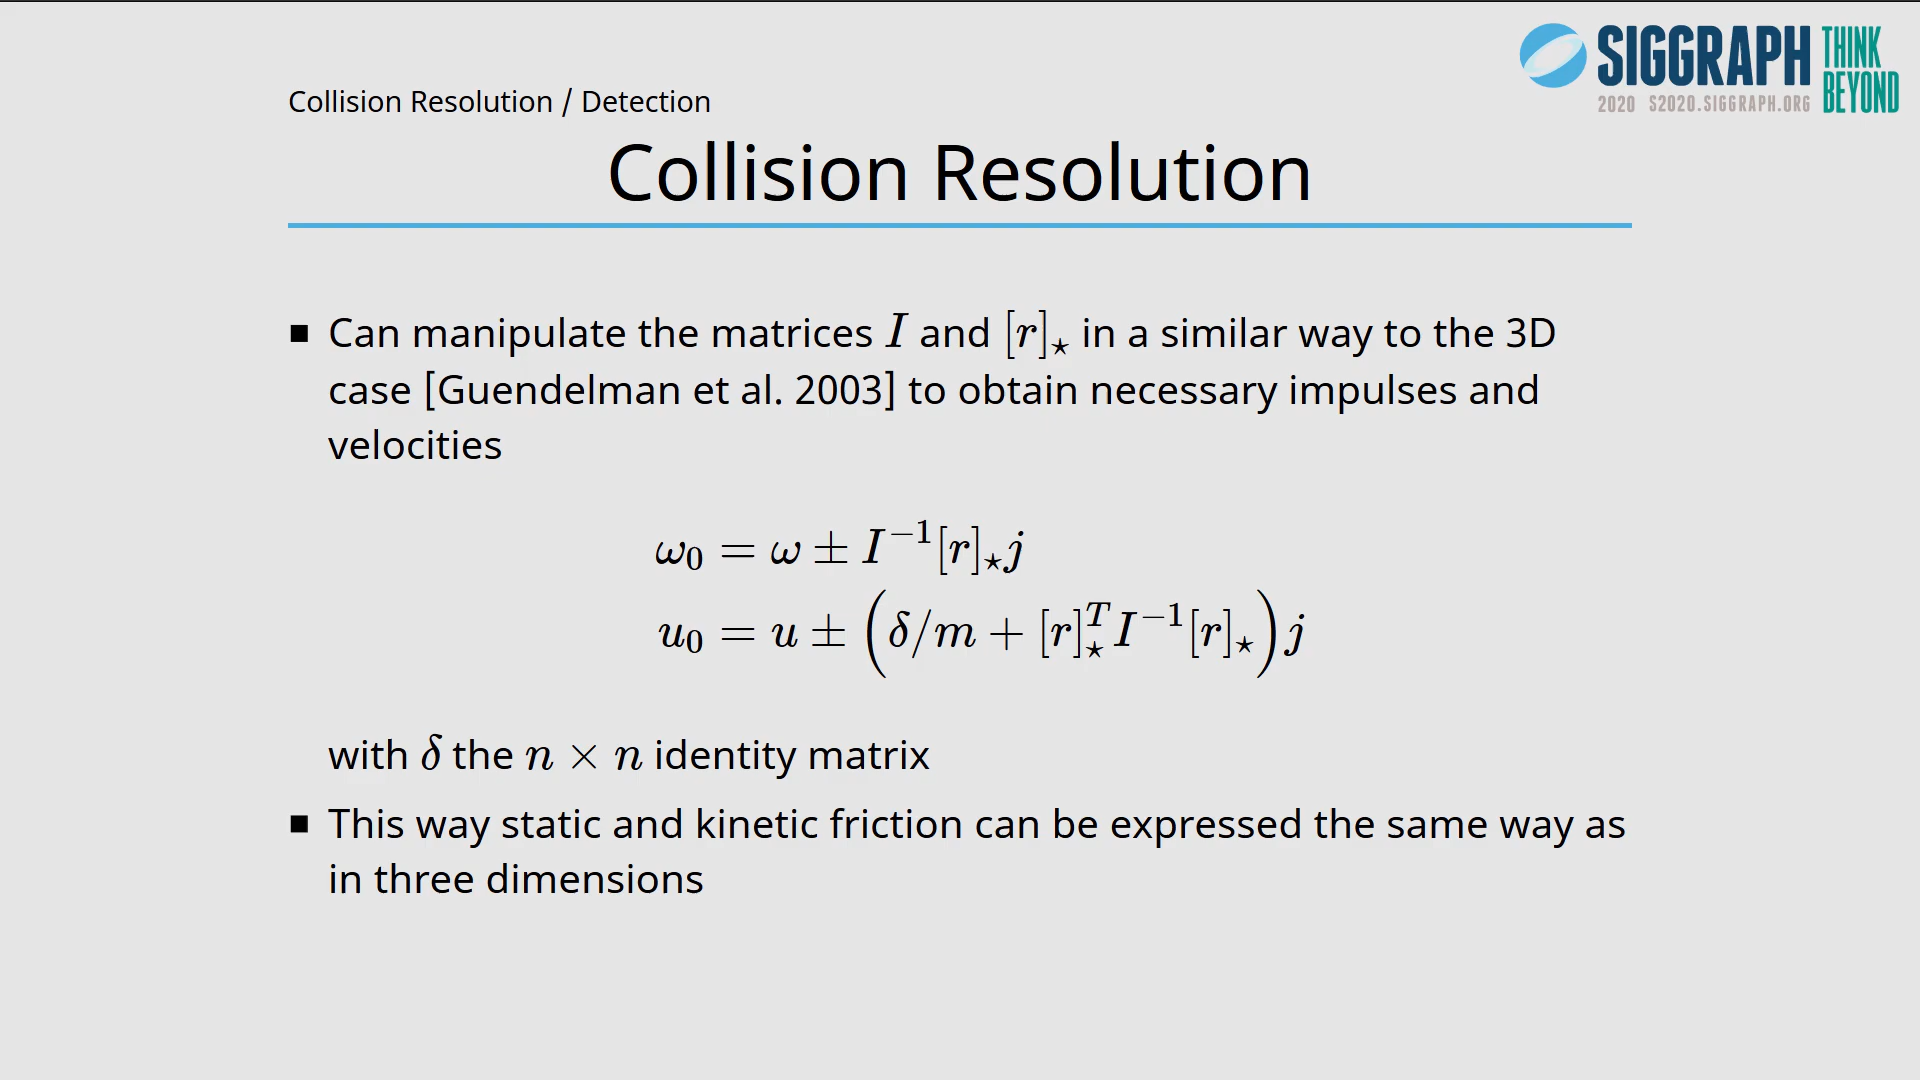 SIGGRAPH THINK BEYOND
2020 S2020.SIGGRAPH.ORG
Collision Resolution / Detection
Collision Resolution
■ Can manipulate the matrices I and [r]⋆ in a similar way to the 3D
case [Guendelman et al. 2003] to obtain necessary impulses and
velocities
ω₀ = ω ± I⁻¹[r]⋆j
u₀ = u ± (δ/m + [r]⋆ᵀI⁻¹[r]⋆)j
with δ the n × n identity matrix
■ This way static and kinetic friction can be expressed the same way as
in three dimensions